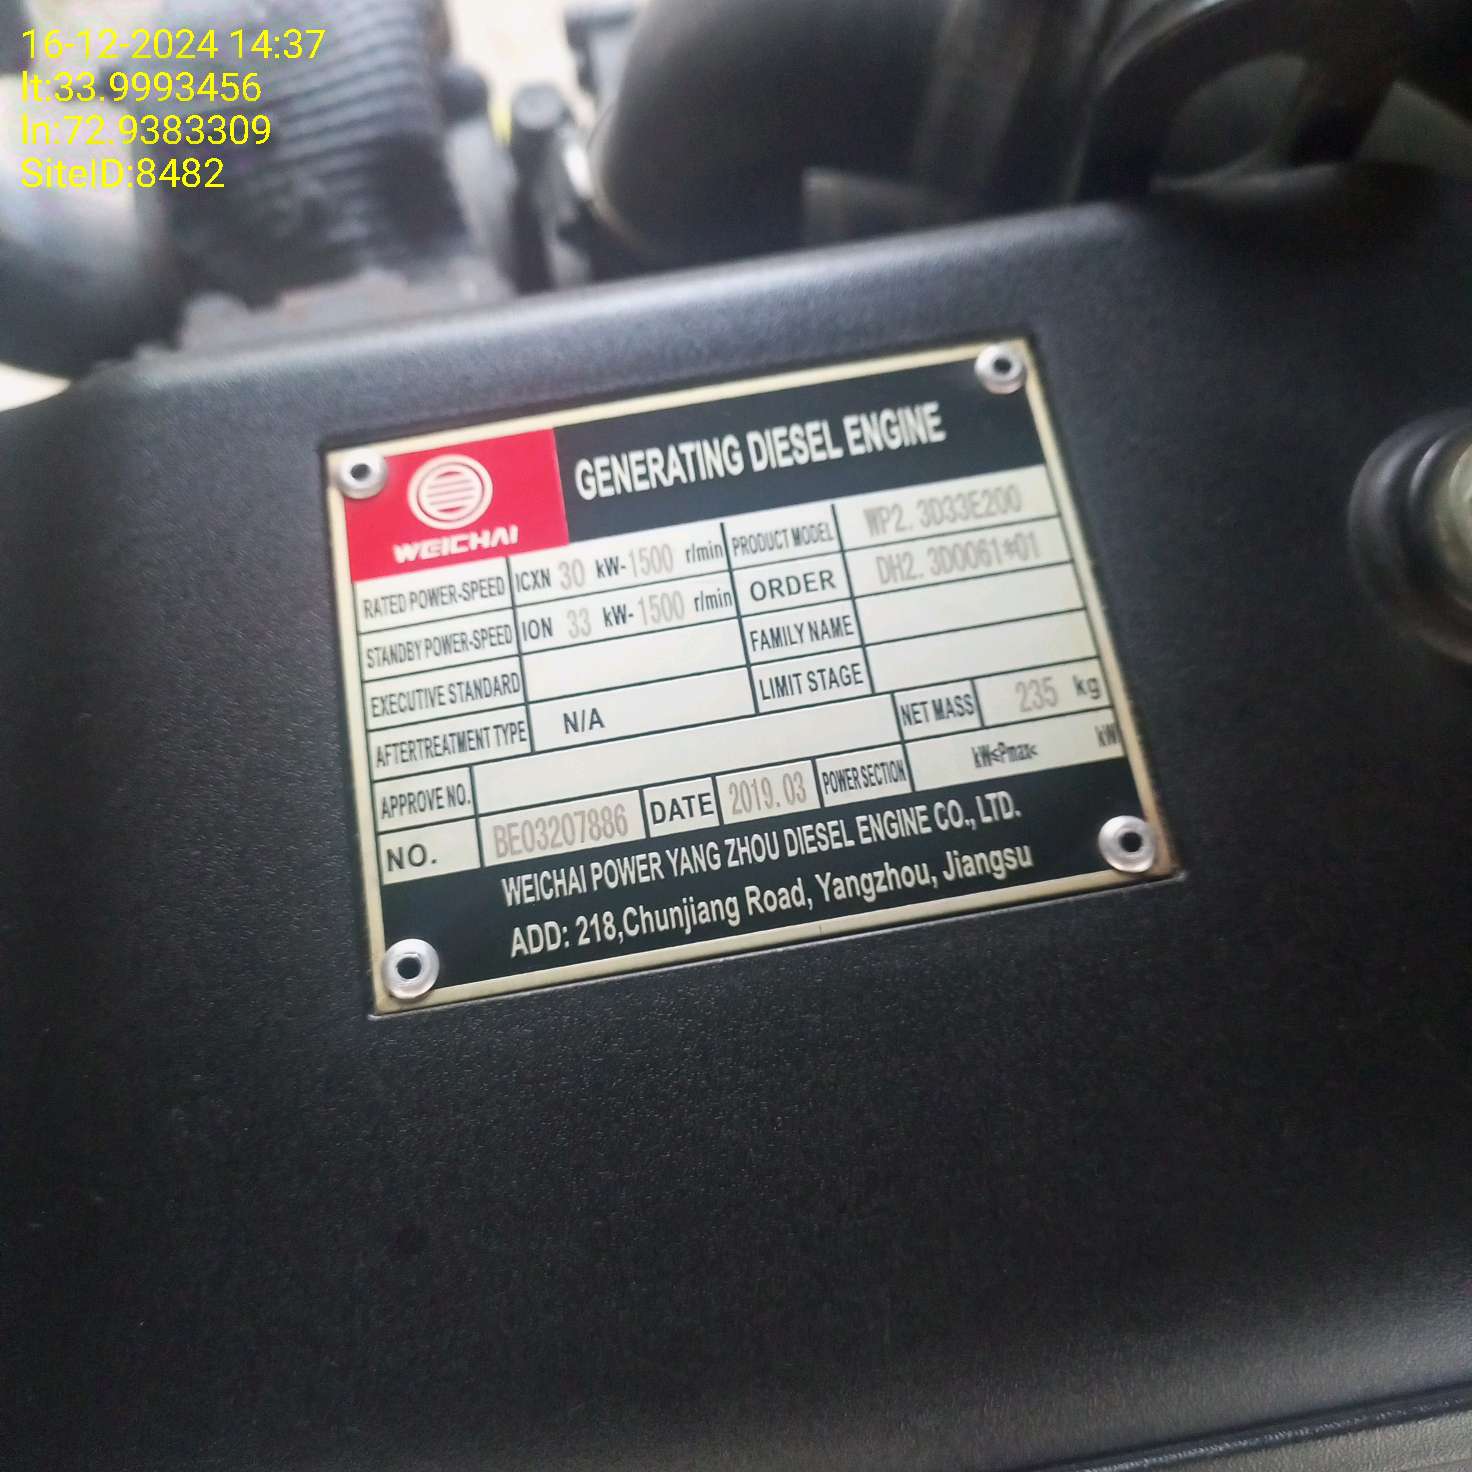 16-12-2024 14:37
lt:33.9993456
ln:72.9383309
SiteID:8482
WEICHAI
GENERATING DIESEL ENGINE
RATED POWER-SPEED ICXN 30 kW-1500 r/min PRODUCT MODEL WP2.3D33E200
STANDBY POWER-SPEED ION 33 kW-1500 r/min ORDER DH2.3D0061*01
EXECUTIVE STANDARD FAMILY NAME
AFTERTREATMENT TYPE N/A LIMIT STAGE
APPROVE NO. NET MASS 235 kg
NO. BE03207886 DATE 2019.03 POWER SECTION kW<Pmax< kW
WEICHAI POWER YANG ZHOU DIESEL ENGINE CO., LTD.
ADD: 218,Chunjiang Road, Yangzhou, Jiangsu